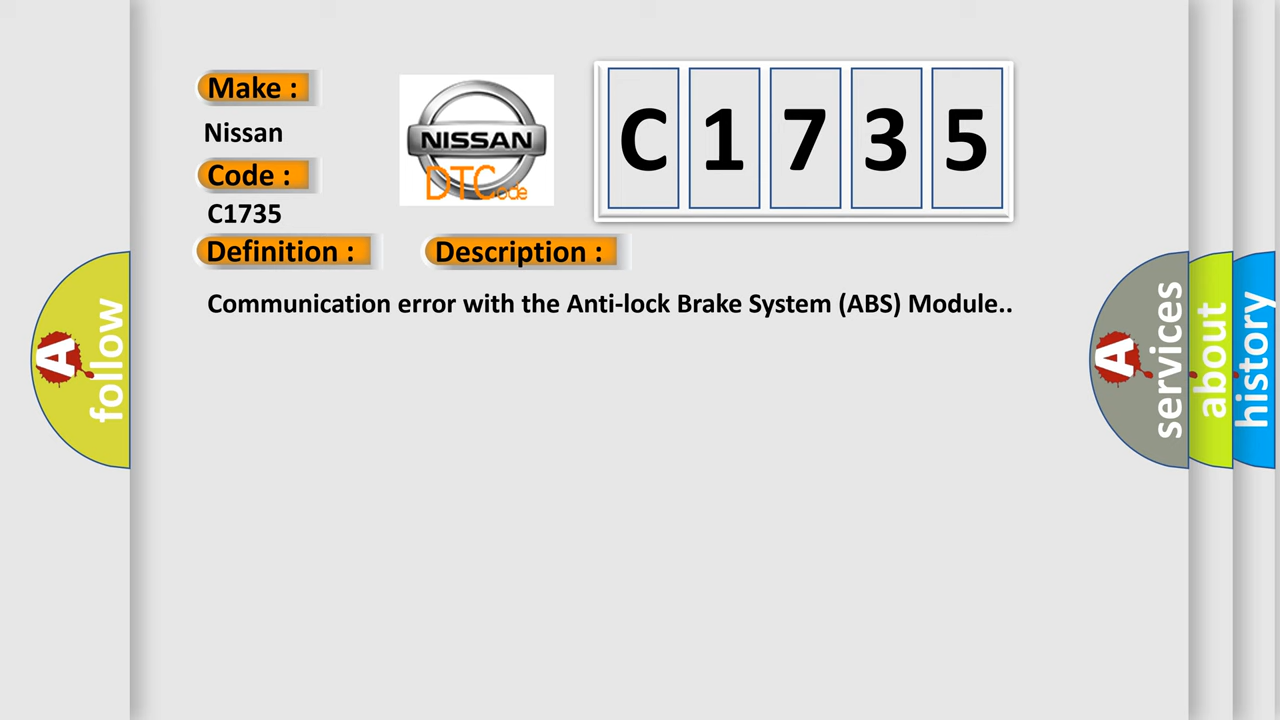 Make :
Nissan
Code :
C1735
Definition :
Description :
Communication error with the Anti-lock Brake System (ABS) Module..
NISSAN
DTCode
C 1 7 3 5
A
follow
A
services
about
history